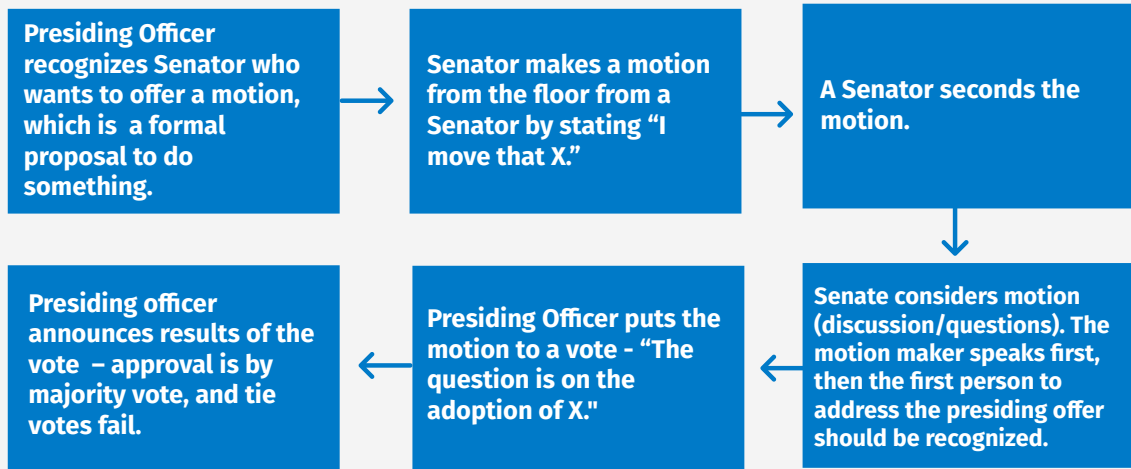 Presiding Officer
recognizes Senator who
wants to offer a motion,
which is  a formal
proposal to do
something.
Senator makes a motion
from the floor from a
Senator by stating “I
move that X.”
A Senator seconds the
motion.
Senate considers motion
(discussion/questions). The
motion maker speaks first,
then the first person to
address the presiding offer
should be recognized.
Presiding Officer puts the
motion to a vote - “The
question is on the
adoption of X."
Presiding officer
announces results of the
vote  – approval is by
majority vote, and tie
votes fail.